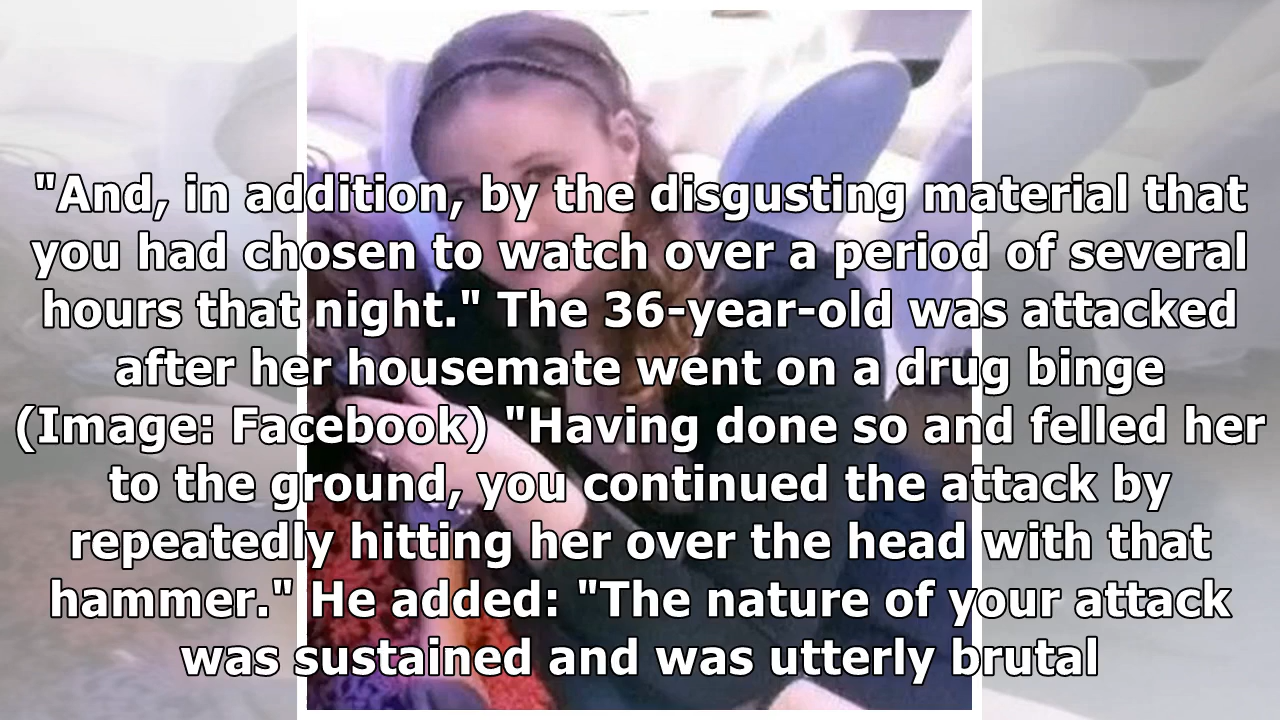 "And, in addition, by the disgusting material that
you had chosen to watch over a period of several
hours that night." The 36-year-old was attacked
after her housemate went on a drug binge
(Image: Facebook) "Having done so and felled her
to the ground, you continued the attack by
repeatedly hitting her over the head with that
hammer." He added: "The nature of your attack
was sustained and was utterly brutal